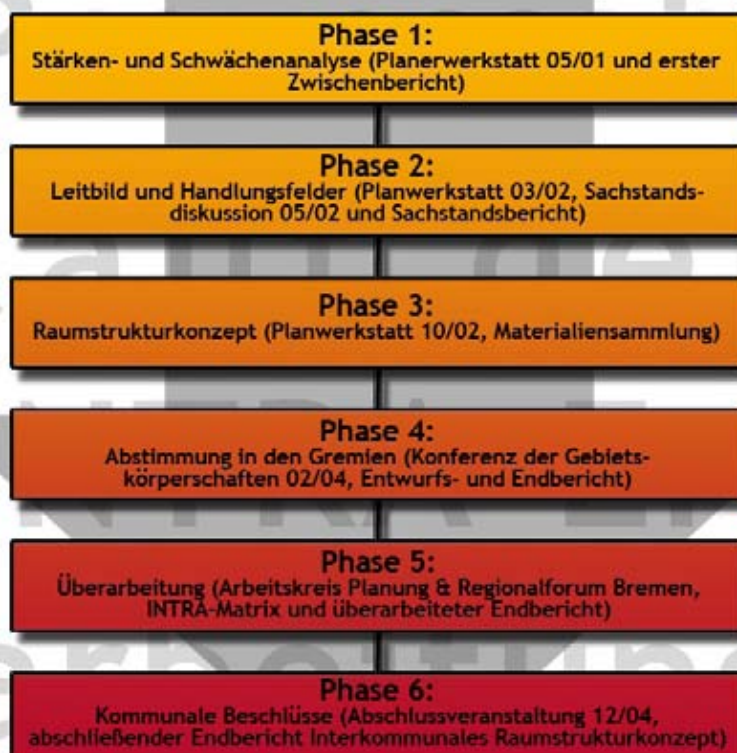 Phase 1:
Stärken- und Schwächenanalyse (Planerwerkstatt 05/01 und erster
Zwischenbericht)
Phase 2:
Leitbild und Handlungsfelder (Planwerkstatt 03/02, Sachstands-
diskussion 05/02 und Sachstandsbericht)
Phase 3:
Raumstrukturkonzept (Planwerkstatt 10/02, Materialiensammlung)
Phase 4:
Abstimmung in den Gremien (Konferenz der Gebiets-
körperschaften 02/04, Entwurfs- und Endbericht)
Phase 5:
Überarbeitung (Arbeitskreis Planung & Regionalforum Bremen,
INTRA-Matrix und überarbeiteter Endbericht)
Phase 6:
Kommunale Beschlüsse (Abschlussveranstaltung 12/04,
abschließender Endbericht Interkommunales Raumstrukturkonzept)